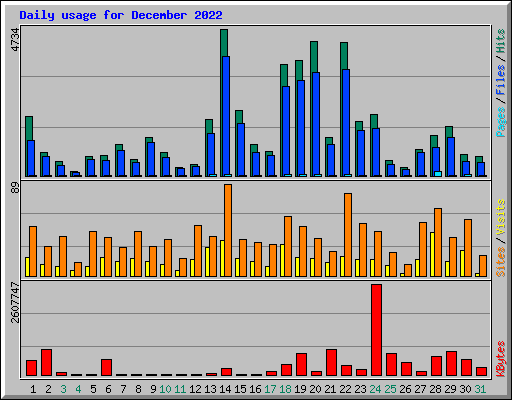 Daily usage for December 2022
4734
Pages / Files / Hits
89
Sites / Visits
2607747
KBytes
1 2 3 4 5 6 7 8 9 10 11 12 13 14 15 16 17 18 19 20 21 22 23 24 25 26 27 28 29 30 31